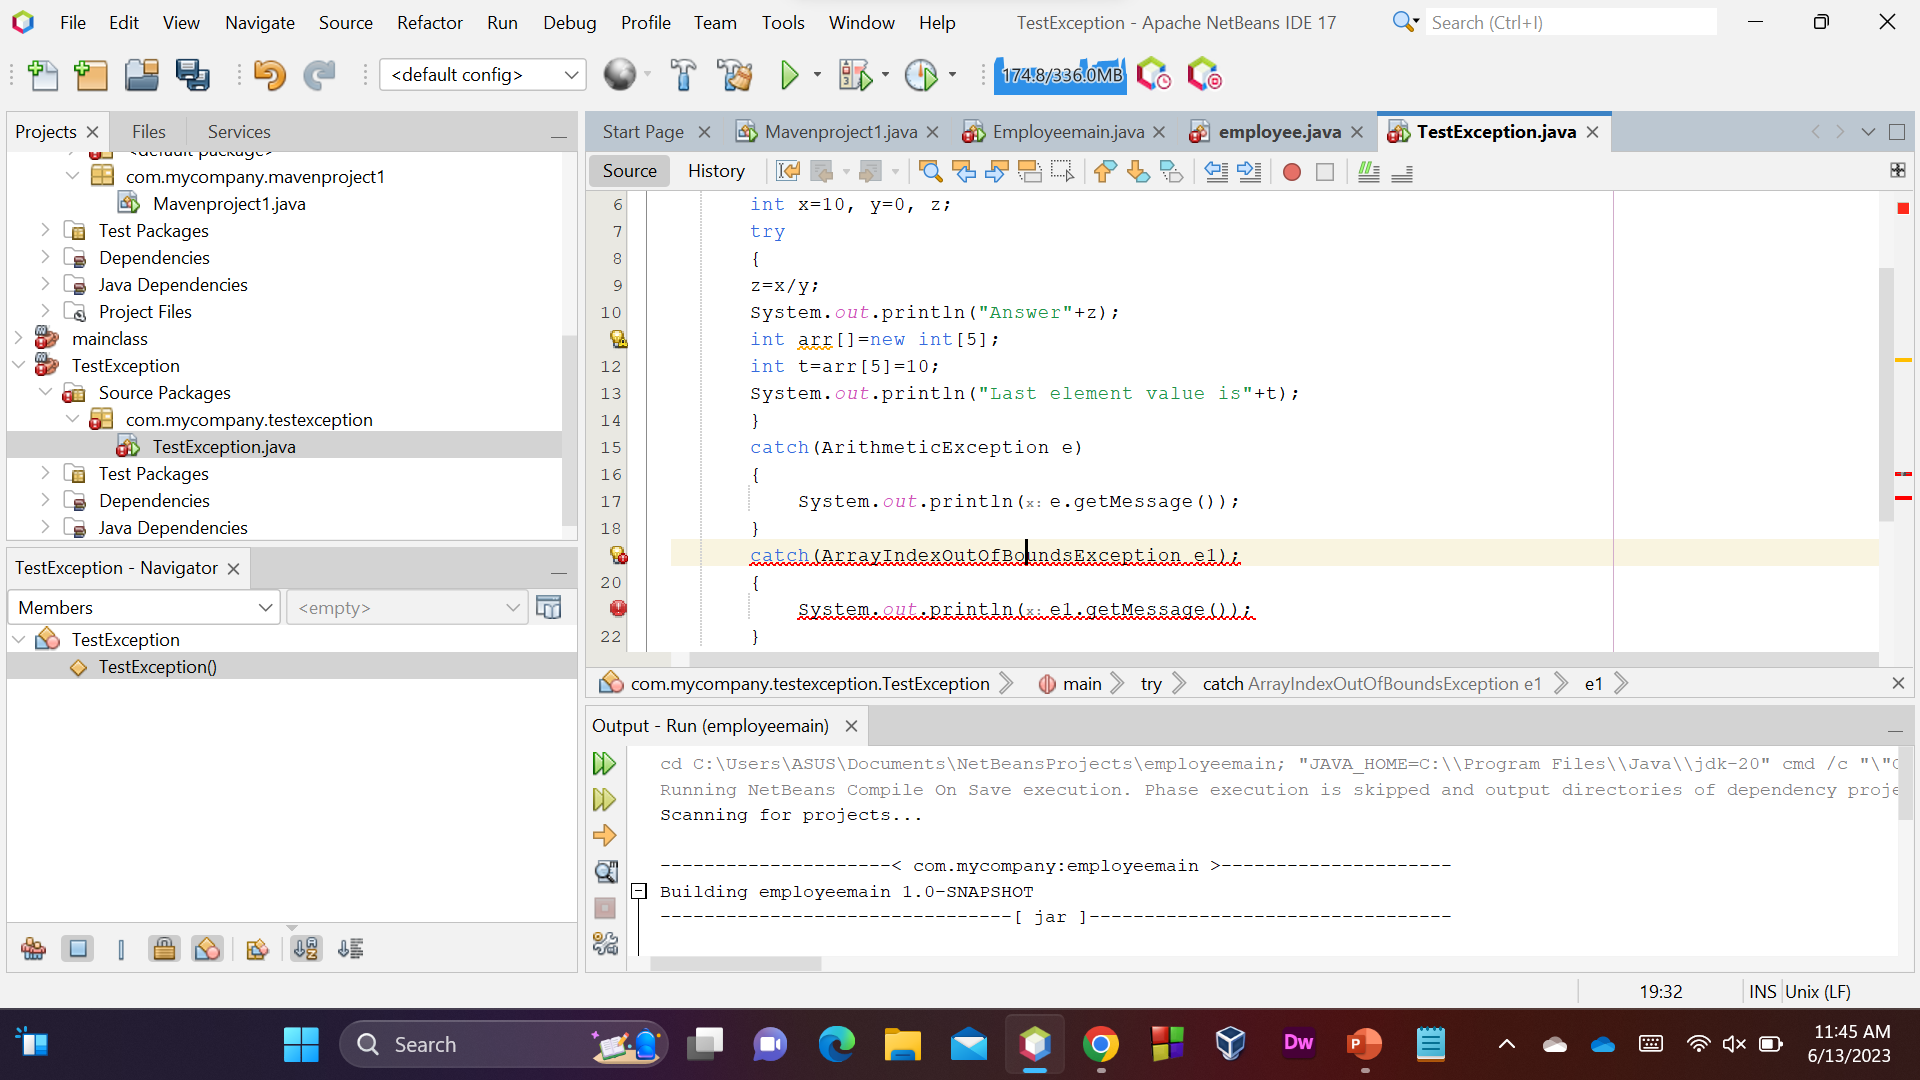 File Edit View Navigate Source Refactor Run Debug Profile Team Tools Window Help TestException - Apache NetBeans IDE 17 Search (Ctrl+I)
<default config> 174.8/336.0MB
Projects Files Services
<default package>
com.mycompany.mavenproject1
Mavenproject1.java
Test Packages
Dependencies
Java Dependencies
Project Files
mainclass
TestException
Source Packages
com.mycompany.testexception
TestException.java
Test Packages
Dependencies
Java Dependencies
TestException - Navigator
Members <empty>
TestException
TestException()
Start Page Mavenproject1.java Employeemain.java employee.java TestException.java
Source History
6 int x=10, y=0, z;
7 try
8 {
9 z=x/y;
10 System.out.println("Answer"+z);
int arr[]=new int[5];
12 int t=arr[5]=10;
13 System.out.println("Last element value is"+t);
14 }
15 catch(ArithmeticException e)
16 {
17 System.out.println(x: e.getMessage());
18 }
catch(ArrayIndexOutOfBoundsException e1);
20 {
System.out.println(x: e1.getMessage());
22 }
com.mycompany.testexception.TestException main try catch ArrayIndexOutOfBoundsException e1 e1
Output - Run (employeemain)
cd C:\Users\ASUS\Documents\NetBeansProjects\employeemain; "JAVA_HOME=C:\\Program Files\\Java\\jdk-20" cmd /c "\"
Running NetBeans Compile On Save execution. Phase execution is skipped and output directories of dependency proje
Scanning for projects...
---------------------< com.mycompany:employeemain >---------------------
Building employeemain 1.0-SNAPSHOT
--------------------------------[ jar ]---------------------------------
19:32 INS Unix (LF)
Search Dw P 11:45 AM
6/13/2023